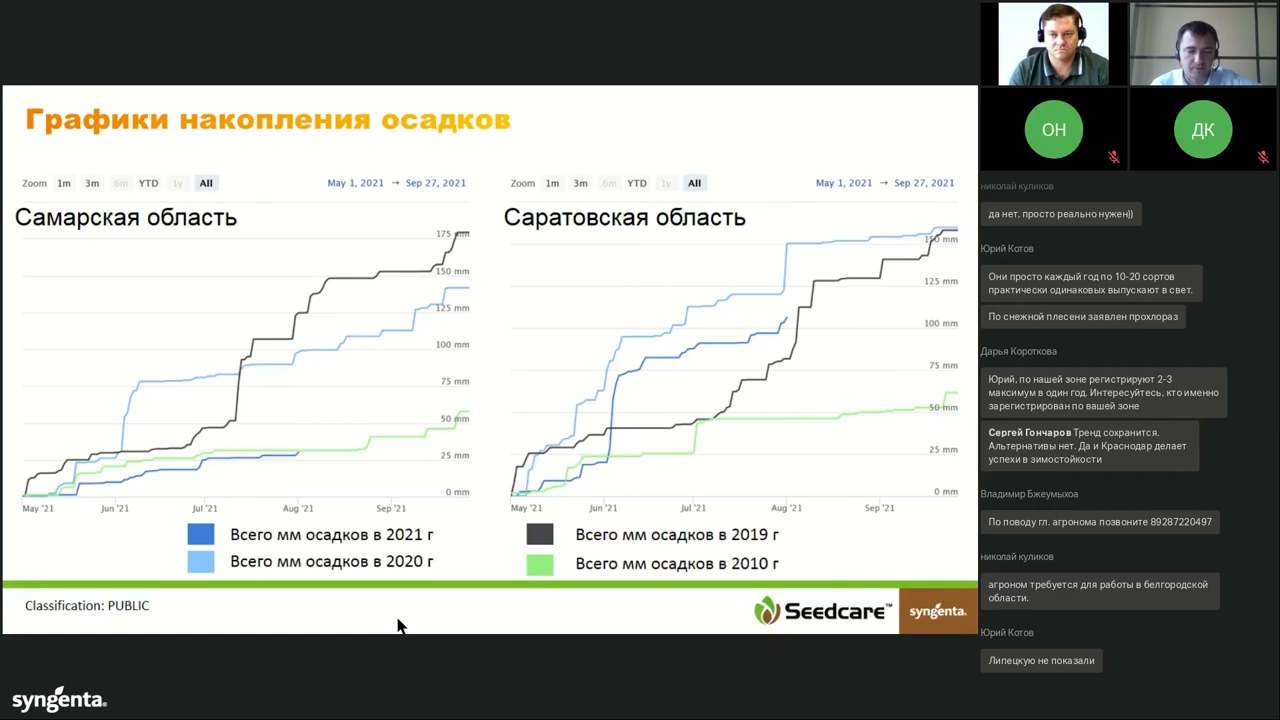 Графики накопления осадков
Zoom 1m 3m 6m YTD 1y All May 1, 2021 → Sep 27, 2021
Самарская область
175 mm
150 mm
125 mm
100 mm
75 mm
50 mm
25 mm
0 mm
May '21 Jun '21 Jul '21 Aug '21 Sep '21
Zoom 1m 3m 6m YTD 1y All May 1, 2021 → Sep 27, 2021
Саратовская область
150 mm
125 mm
100 mm
75 mm
50 mm
25 mm
0 mm
May '21 Jun '21 Jul '21 Aug '21 Sep '21
Всего мм осадков в 2021 г
Всего мм осадков в 2020 г
Всего мм осадков в 2019 г
Всего мм осадков в 2010 г
Classification: PUBLIC
Seedcare™
syngenta.
syngenta.
ОН
ДК
николай куликов
да нет, просто реально нужен))
Юрий Котов
Они просто каждый год по 10-20 сортов
практически одинаковых выпускают в свет.
По снежной плесени заявлен прохлораз
Дарья Короткова
Юрий, по нашей зоне регистрируют 2-3
максимум в один год. Интересуйтесь, кто именно
зарегистрирован по вашей зоне
Сергей Гончаров Тренд сохранится.
Альтернативы нет. Да и Краснодар делает
успехи в зимостойкости
Владимир Бжеумыхоа
По поводу гл. агронома позвоните 89287220497
николай куликов
агроном требуется для работы в белгородской
области.
Юрий Котов
Липецкую не показали